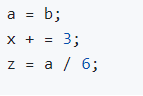 a = b;
x + = 3;
z = a / 6;